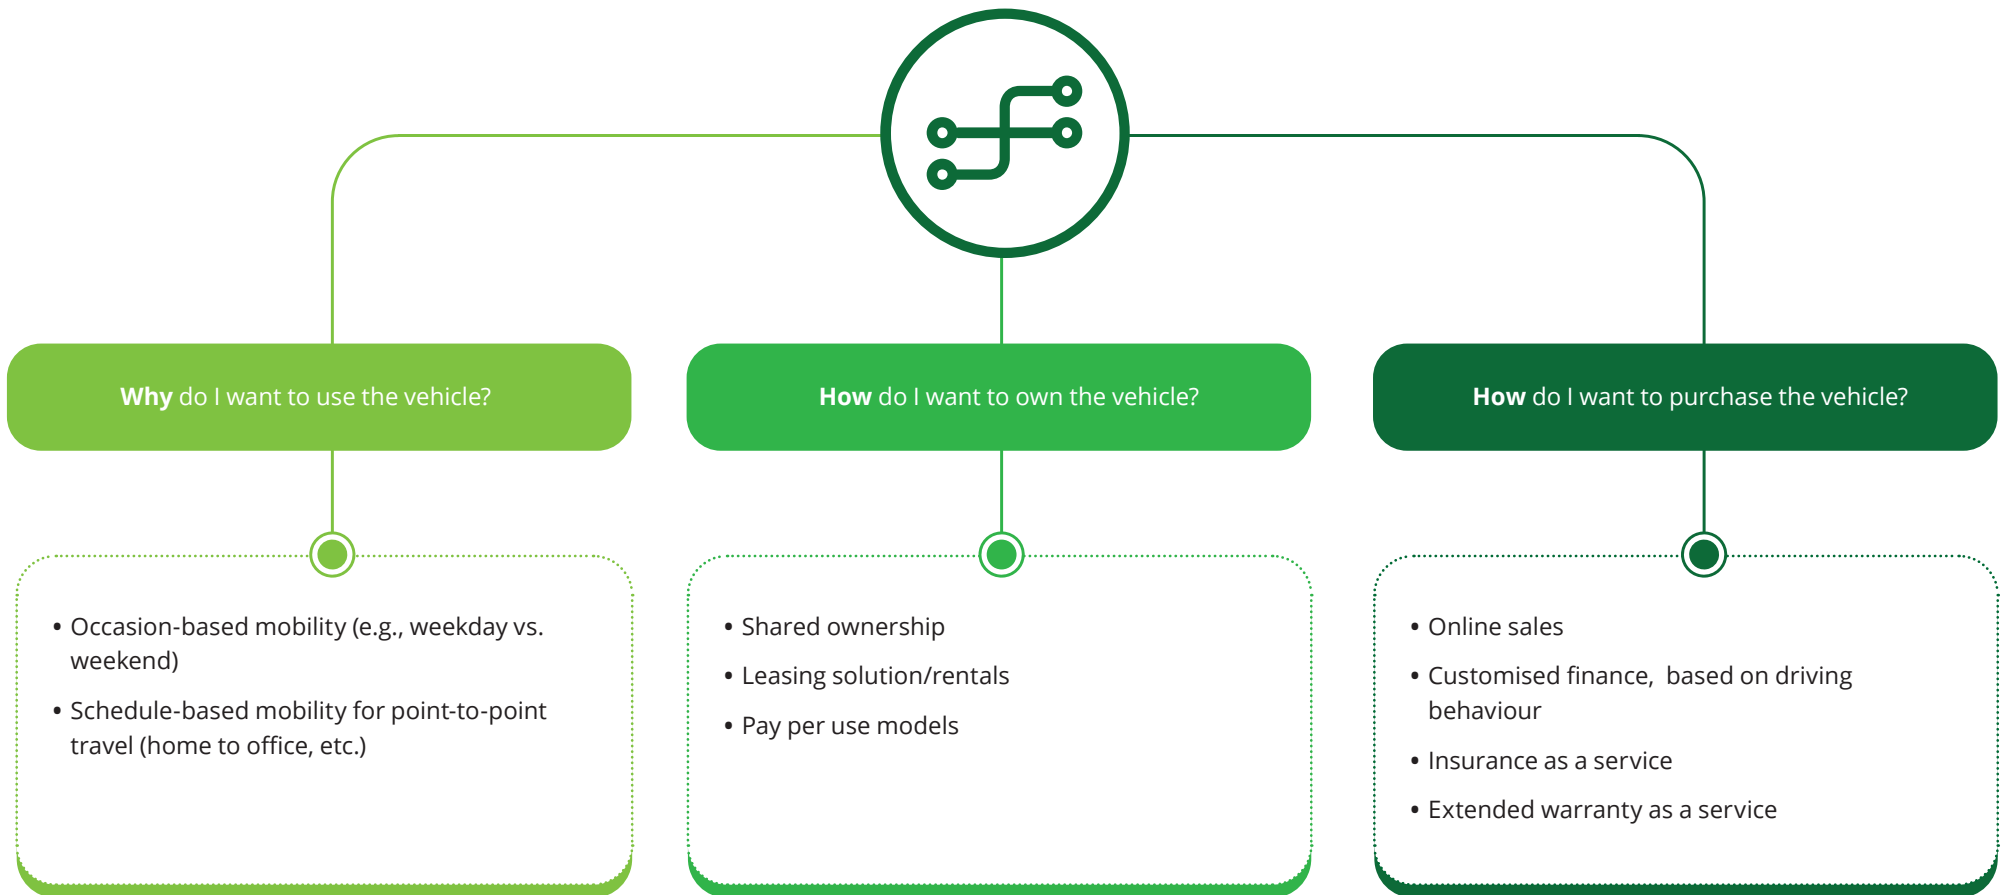 Why do I want to use the vehicle?
• Occasion-based mobility (e.g., weekday vs.
weekend)
• Schedule-based mobility for point-to-point
travel (home to office, etc.)
How do I want to own the vehicle?
• Shared ownership
• Leasing solution/rentals
• Pay per use models
How do I want to purchase the vehicle?
• Online sales
• Customised finance,  based on driving
behaviour
• Insurance as a service
• Extended warranty as a service